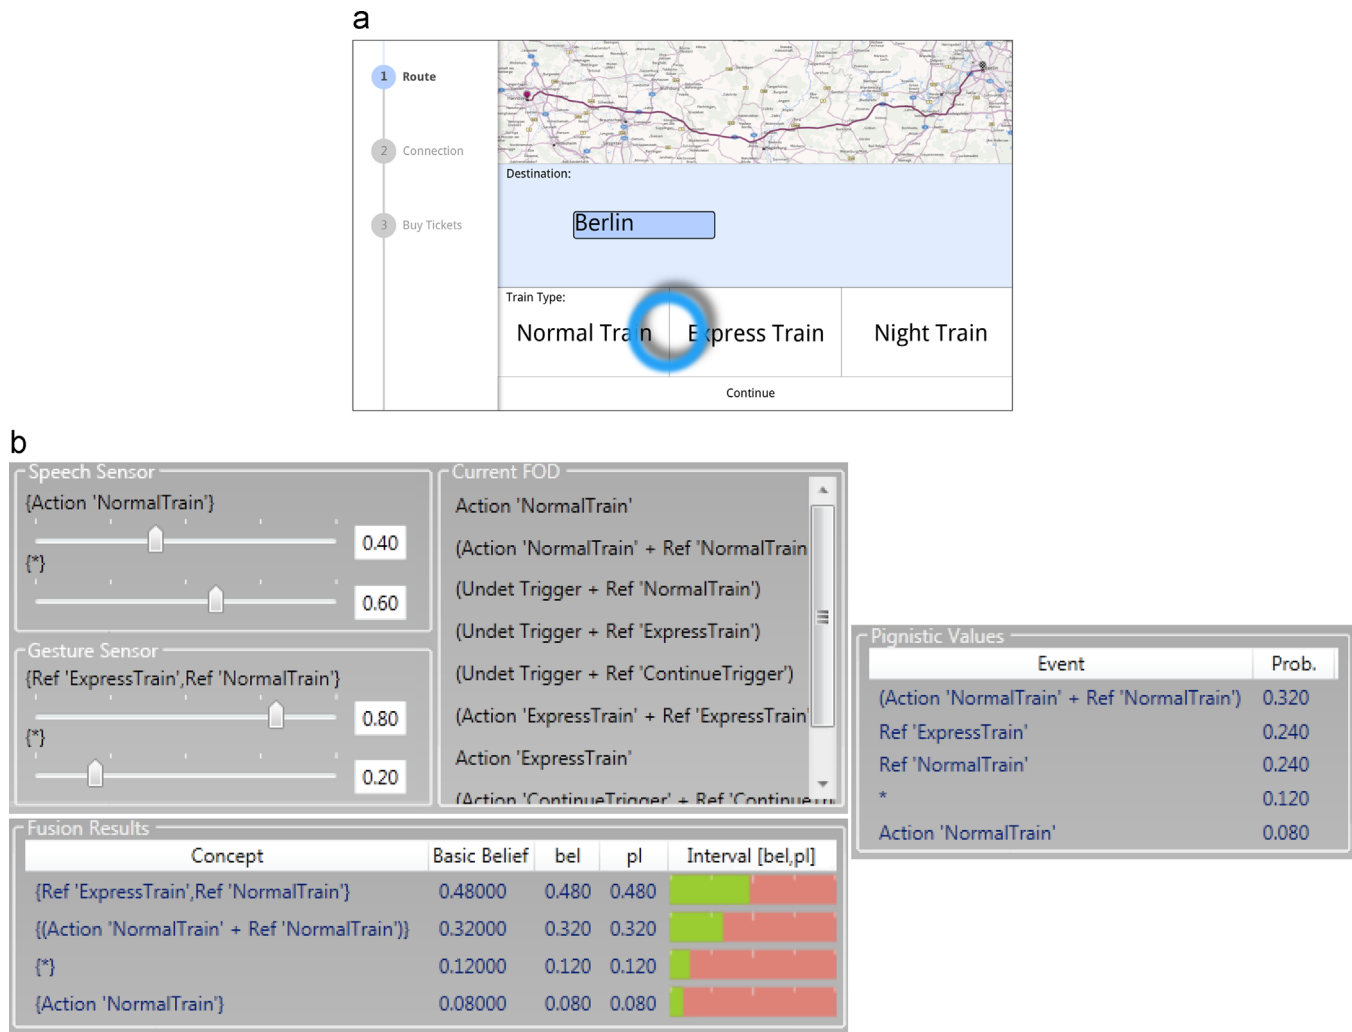 a
1 Route
2 Connection
3 Buy Tickets
Destination:
Berlin
Train Type:
Normal Train Express Train Night Train
Continue
b
Speech Sensor
{Action 'NormalTrain'}
0.40
{*}
0.60
Gesture Sensor
{Ref 'ExpressTrain',Ref 'NormalTrain'}
0.80
{*}
0.20
Current FOD
Action 'NormalTrain'
(Action 'NormalTrain' + Ref 'NormalTrain
(Undet Trigger + Ref 'NormalTrain')
(Undet Trigger + Ref 'ExpressTrain')
(Undet Trigger + Ref 'ContinueTrigger')
(Action 'ExpressTrain' + Ref 'ExpressTrain'
Action 'ExpressTrain'
(Action 'ContinueTrigger' + Ref 'ContinueTri
Pignistic Values
Event Prob.
(Action 'NormalTrain' + Ref 'NormalTrain') 0.320
Ref 'ExpressTrain' 0.240
Ref 'NormalTrain' 0.240
* 0.120
Action 'NormalTrain' 0.080
Fusion Results
Concept Basic Belief bel pl Interval [bel,pl]
{Ref 'ExpressTrain',Ref 'NormalTrain'} 0.48000 0.480 0.480
{(Action 'NormalTrain' + Ref 'NormalTrain')} 0.32000 0.320 0.320
{*} 0.12000 0.120 0.120
{Action 'NormalTrain'} 0.08000 0.080 0.080